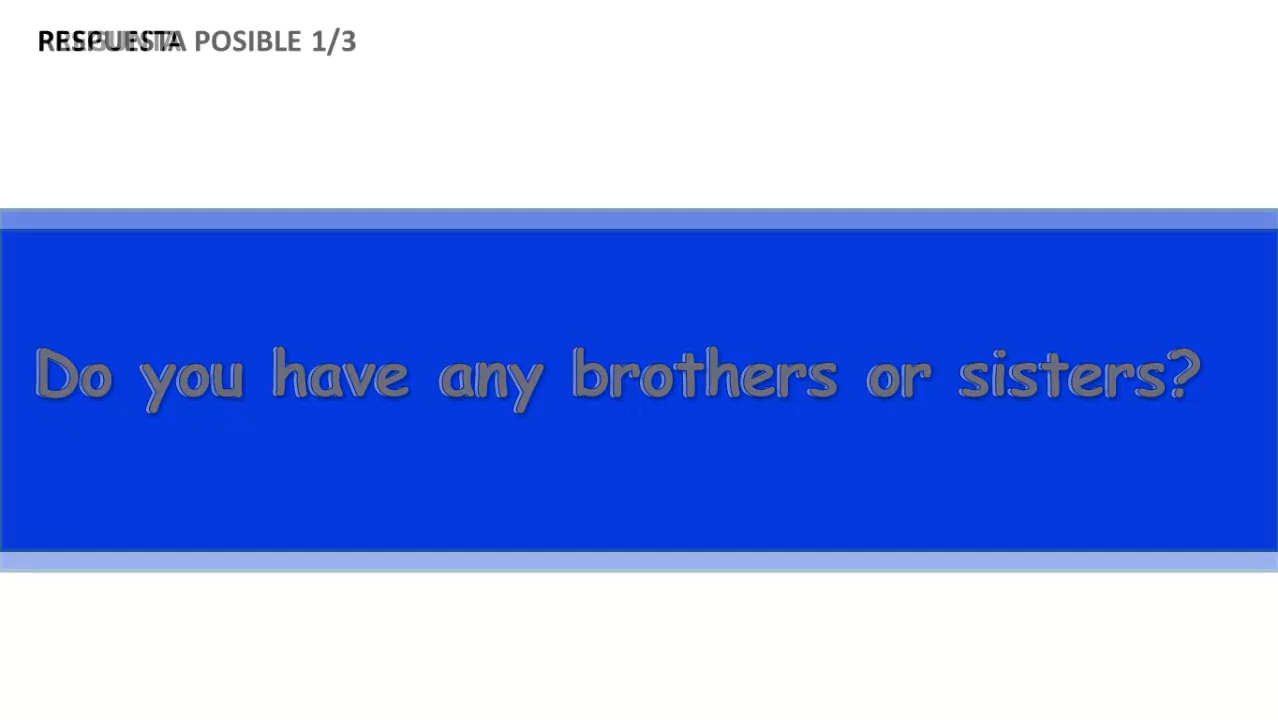 RESPUESTA POSIBLE 1/3
Do you have any brothers or sisters?